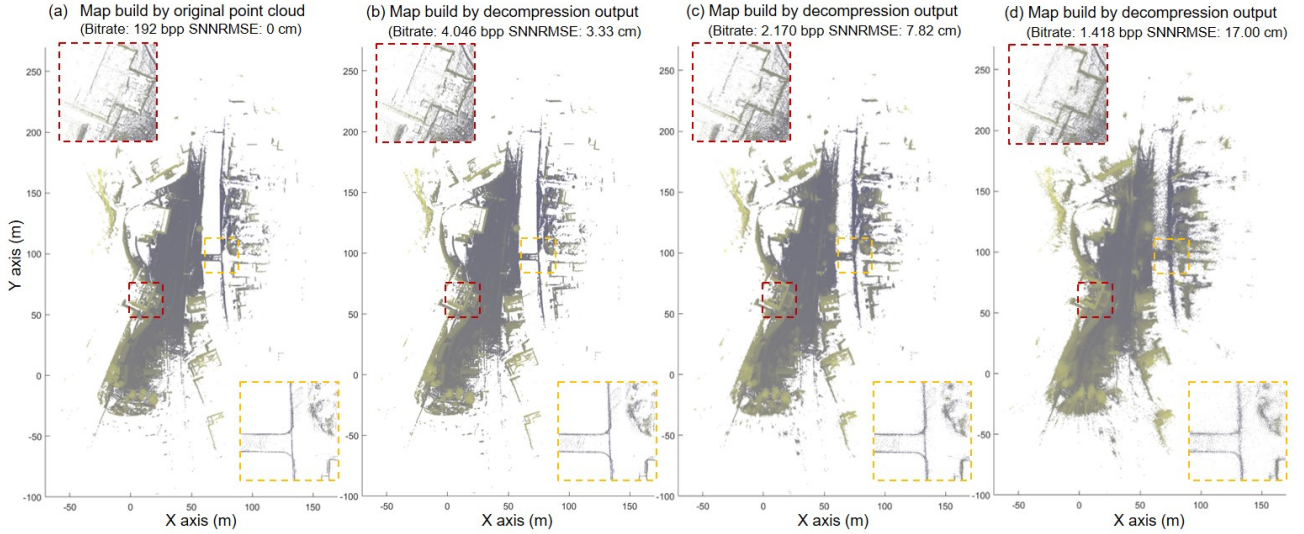 (a) Map build by original point cloud
(Bitrate: 192 bpp SNNRMSE: 0 cm)
(b) Map build by decompression output
(Bitrate: 4.046 bpp SNNRMSE: 3.33 cm)
(c) Map build by decompression output
(Bitrate: 2.170 bpp SNNRMSE: 7.82 cm)
(d) Map build by decompression output
(Bitrate: 1.418 bpp SNNRMSE: 17.00 cm)
Y axis (m)
250
200
150
100
50
0
-50
-100
-50 0 50 100 150
X axis (m)
250
200
150
100
50
0
-50
-100
-50 0 50 100 150
X axis (m)
250
200
150
100
50
0
-50
-100
-50 0 50 100 150
X axis (m)
250
200
150
100
50
0
-50
-100
-50 0 50 100 150
X axis (m)